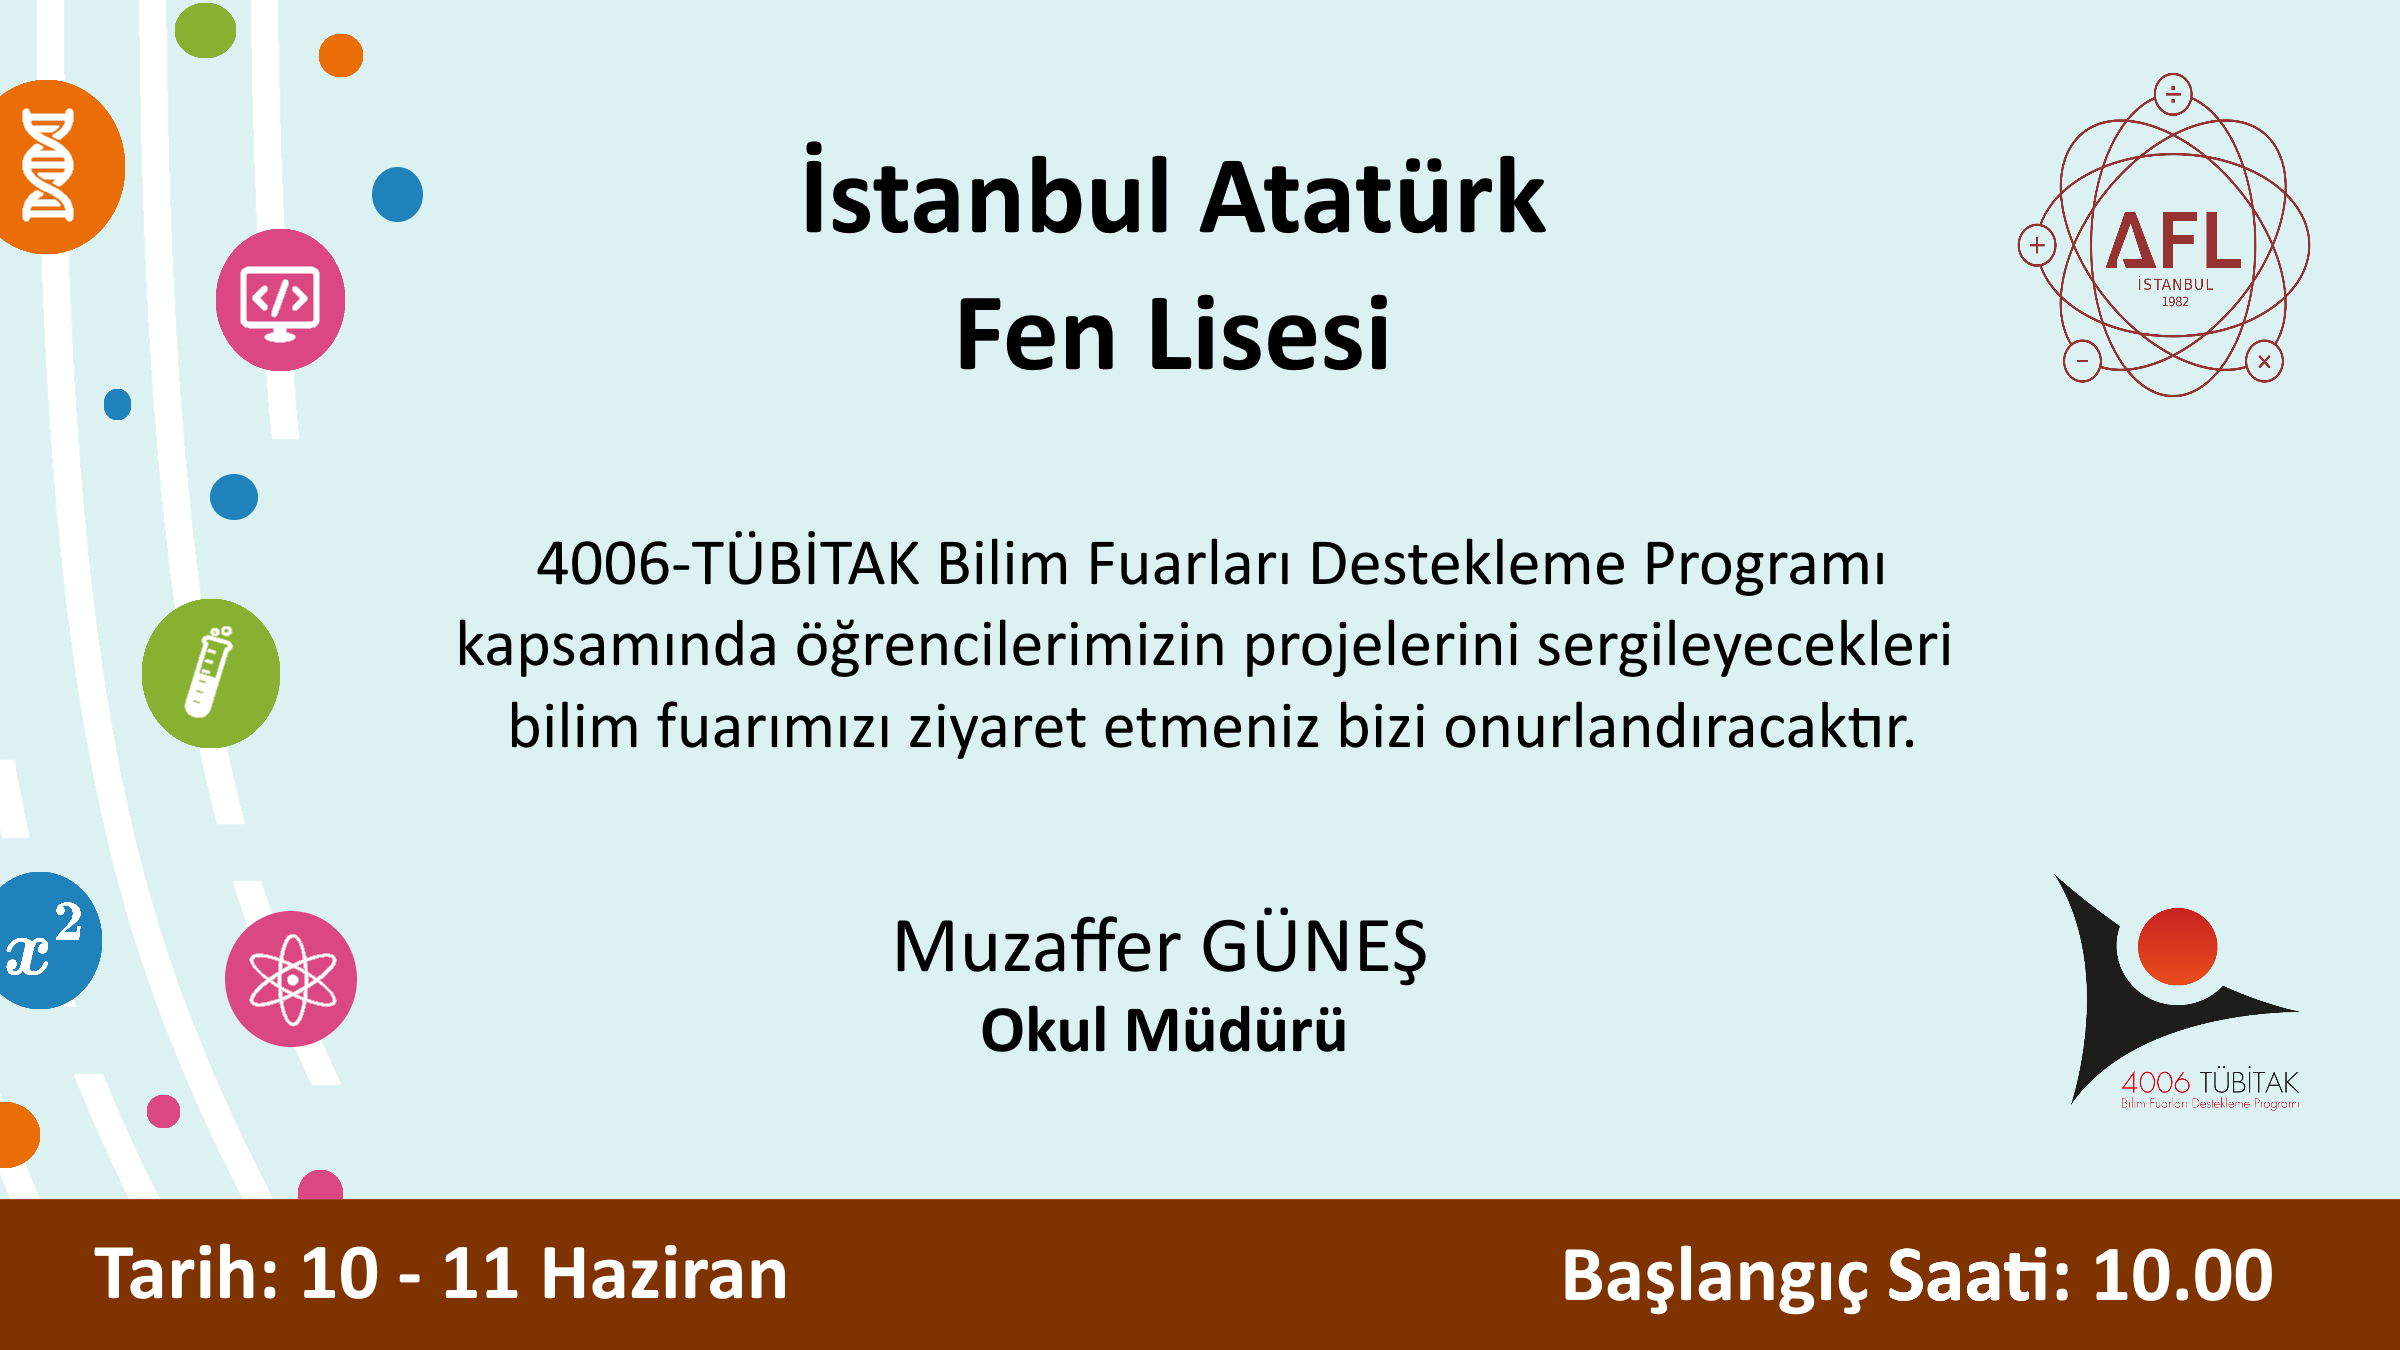 İstanbul Atatürk
Fen Lisesi
÷
+
AFL
İSTANBUL
1982
−
×
</>
4006-TÜBİTAK Bilim Fuarları Destekleme Programı
kapsamında öğrencilerimizin projelerini sergileyecekleri
bilim fuarımızı ziyaret etmeniz bizi onurlandıracaktır.
x²
Muzaffer GÜNEŞ
Okul Müdürü
4006 TÜBİTAK
Bilim Fuarları Destekleme Programı
Tarih: 10 - 11 Haziran
Başlangıç Saati: 10.00